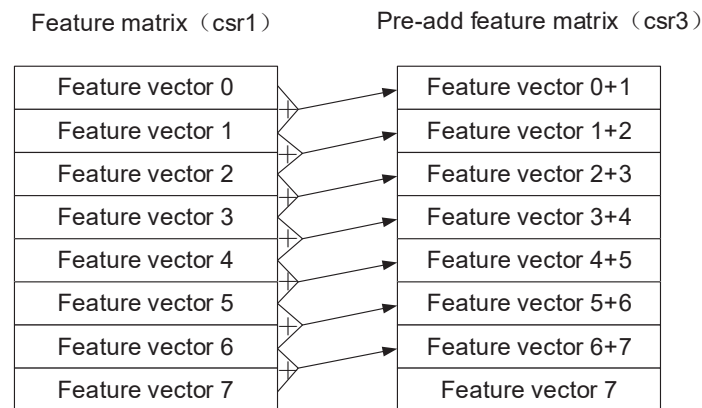 Feature matrix（csr1） Pre-add feature matrix（csr3）
Feature vector 0
Feature vector 1
Feature vector 2
Feature vector 3
Feature vector 4
Feature vector 5
Feature vector 6
Feature vector 7
+
+
+
+
+
+
+
Feature vector 0+1
Feature vector 1+2
Feature vector 2+3
Feature vector 3+4
Feature vector 4+5
Feature vector 5+6
Feature vector 6+7
Feature vector 7